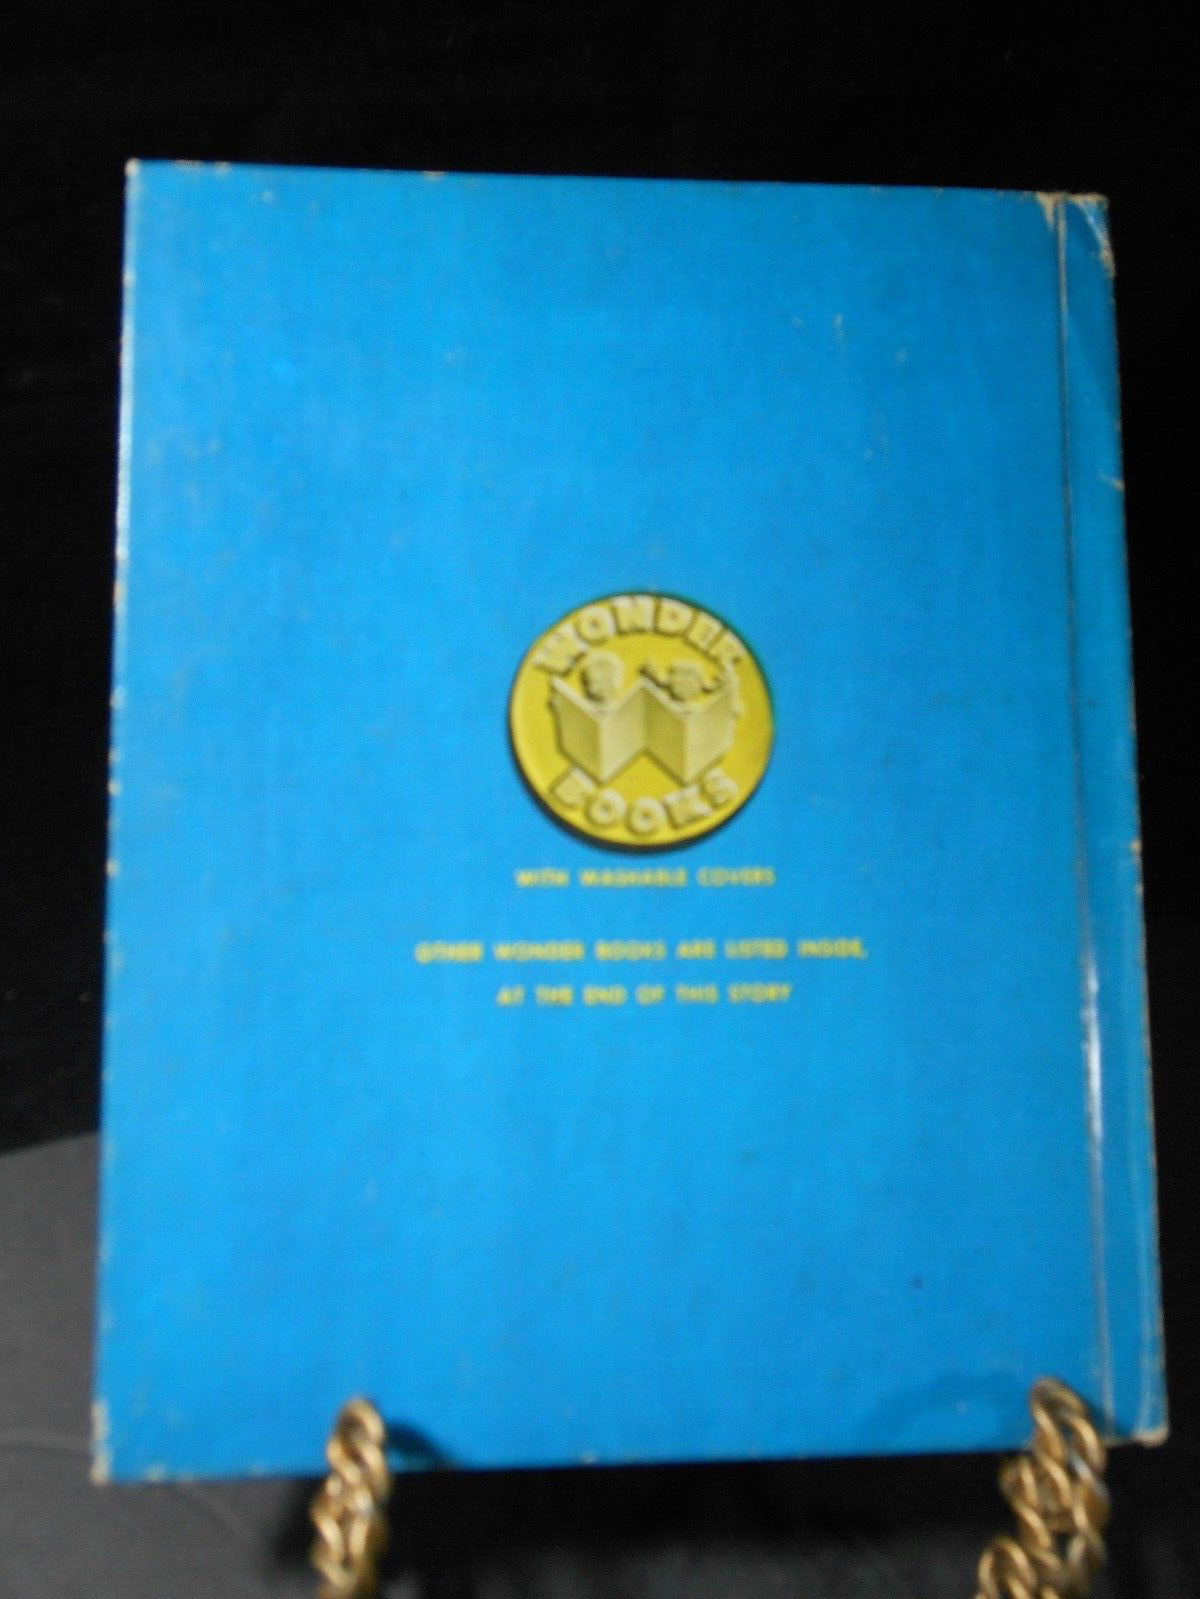 WONDER
BOOKS
WITH WASHABLE COVERS
OTHER WONDER BOOKS ARE LISTED INSIDE,
AT THE END OF THIS STORY